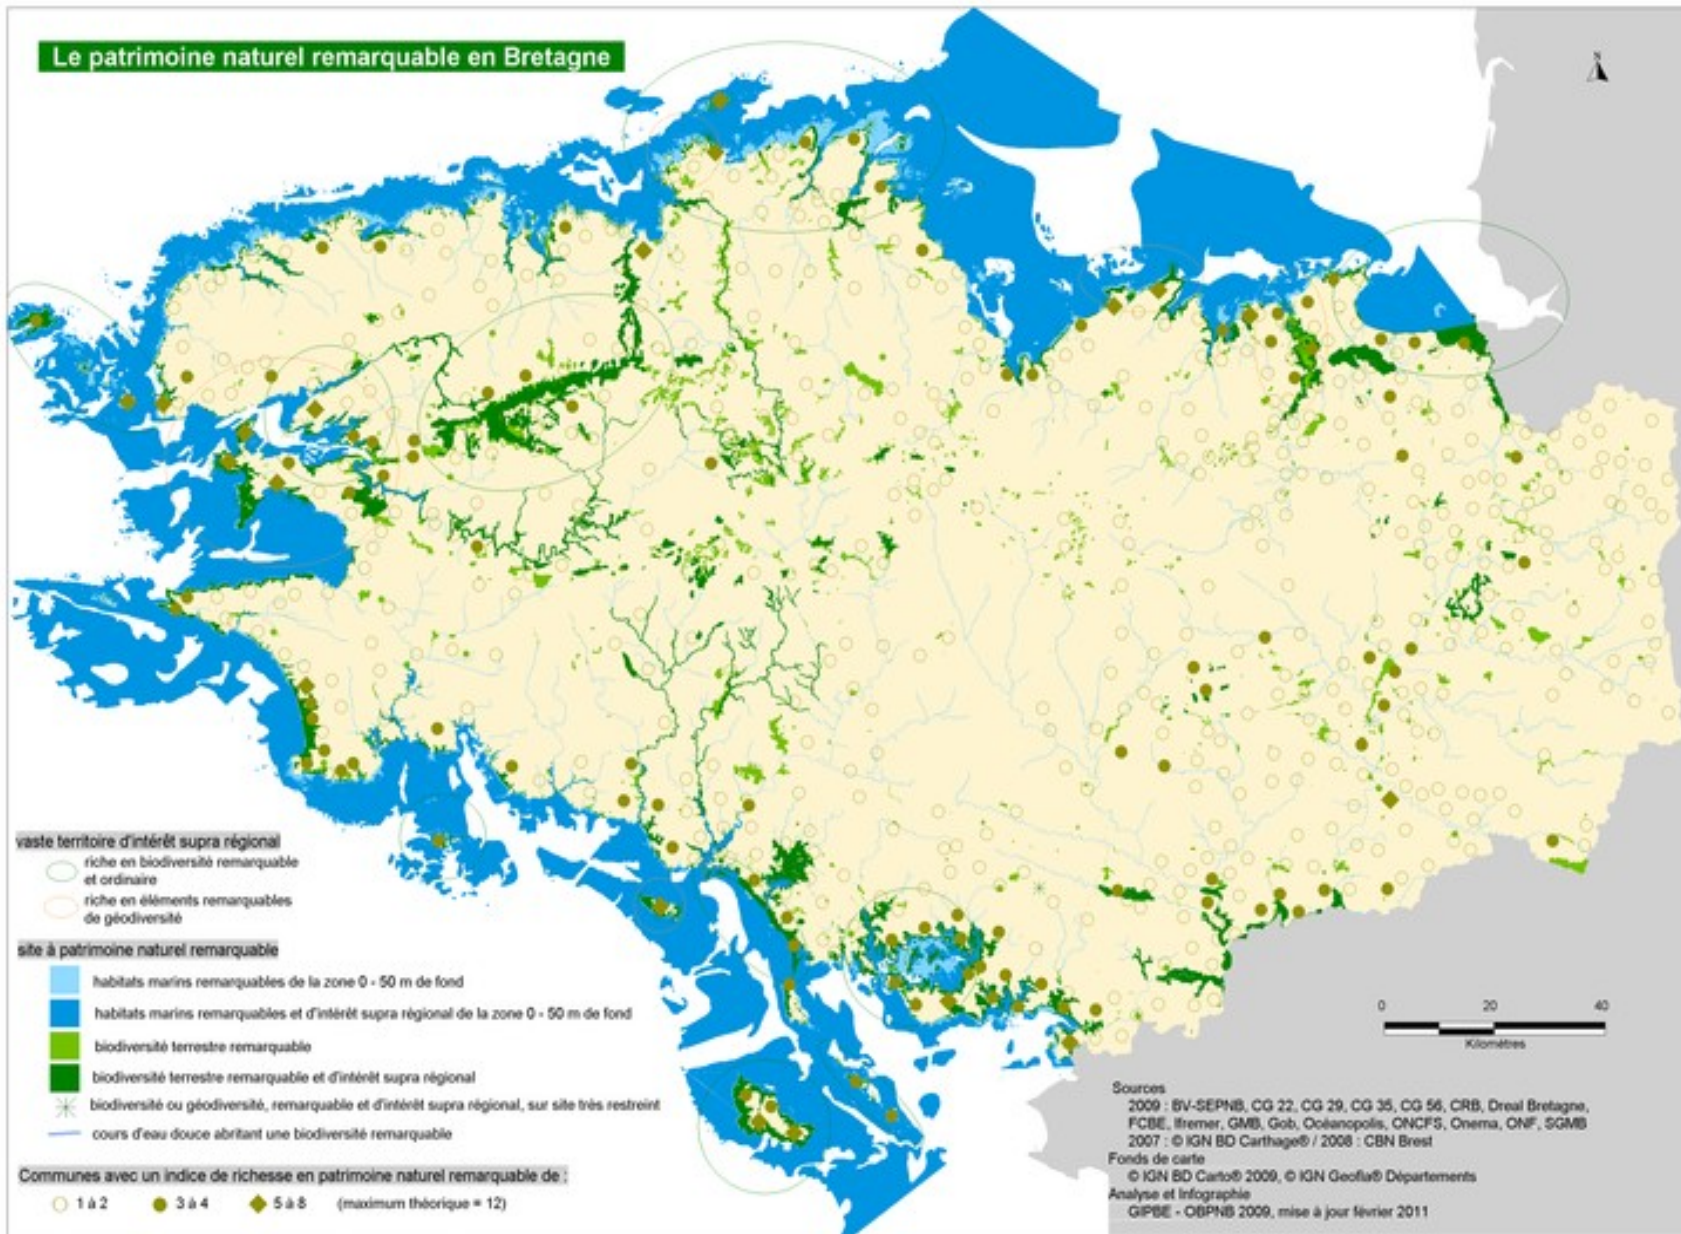 Le patrimoine naturel remarquable en Bretagne
N
vaste territoire d'intérêt supra régional
riche en biodiversité remarquable
et ordinaire
riche en éléments remarquables
de géodiversité
site à patrimoine naturel remarquable
habitats marins remarquables de la zone 0 - 50 m de fond
habitats marins remarquables et d'intérêt supra régional de la zone 0 - 50 m de fond
biodiversité terrestre remarquable
biodiversité terrestre remarquable et d'intérêt supra régional
biodiversité ou géodiversité, remarquable et d'intérêt supra régional, sur site très restreint
cours d'eau douce abritant une biodiversité remarquable
Communes avec un indice de richesse en patrimoine naturel remarquable de :
1 à 2 3 à 4 5 à 8 (maximum théorique = 12)
0 20 40
Kilomètres
Sources
2009 : BV-SEPNB, CG 22, CG 29, CG 35, CG 56, CRB, Dreal Bretagne,
FCBE, Ifremer, GMB, Gob, Océanopolis, ONCFS, Onema, ONF, SGMB
2007 : © IGN BD Carthage® / 2008 : CBN Brest
Fonds de carte
© IGN BD Carto® 2009, © IGN Geofla® Départements
Analyse et Infographie
GIPBE - OBPNB 2009, mise à jour février 2011